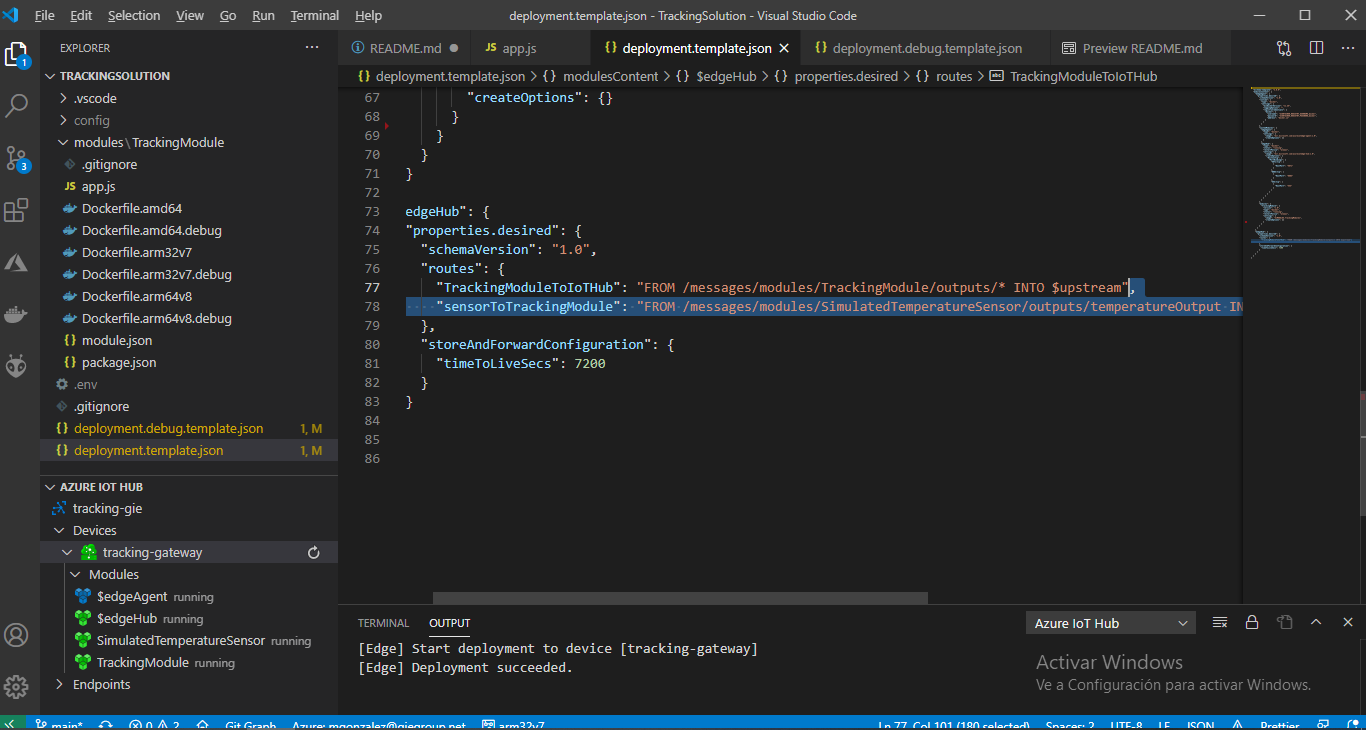 File Edit Selection View Go Run Terminal Help
deployment.template.json - TrackingSolution - Visual Studio Code
EXPLORER
TRACKINGSOLUTION
.vscode
config
modules \ TrackingModule
.gitignore
JS app.js
Dockerfile.amd64
Dockerfile.amd64.debug
Dockerfile.arm32v7
Dockerfile.arm32v7.debug
Dockerfile.arm64v8
Dockerfile.arm64v8.debug
{} module.json
{} package.json
.env
.gitignore
{} deployment.debug.template.json 1, M
{} deployment.template.json 1, M
AZURE IOT HUB
tracking-gie
Devices
tracking-gateway
Modules
$edgeAgent running
$edgeHub running
SimulatedTemperatureSensor running
TrackingModule running
Endpoints
1
3
README.md
JS app.js
{} deployment.template.json
{} deployment.debug.template.json
Preview README.md
{} deployment.template.json > {} modulesContent > {} $edgeHub > {} properties.desired > {} routes > abc TrackingModuleToIoTHub
67 "createOptions": {}
68 }
69 }
70 }
71 }
72
73 edgeHub": {
74 "properties.desired": {
75 "schemaVersion": "1.0",
76 "routes": {
77 "TrackingModuleToIoTHub": "FROM /messages/modules/TrackingModule/outputs/* INTO $upstream",
78 "sensorToTrackingModule": "FROM /messages/modules/SimulatedTemperatureSensor/outputs/temperatureOutput IN
79 },
80 "storeAndForwardConfiguration": {
81 "timeToLiveSecs": 7200
82 }
83 }
84
85
86
TERMINAL OUTPUT
Azure IoT Hub
[Edge] Start deployment to device [tracking-gateway]
[Edge] Deployment succeeded.
Activar Windows
Ve a Configuración para activar Windows.
main* 0 2 Git Graph Azure: mgonzalez@giegroup.net arm32v7 Ln 77, Col 101 (180 selected) Spaces: 2 UTF-8 LF JSON Prettier